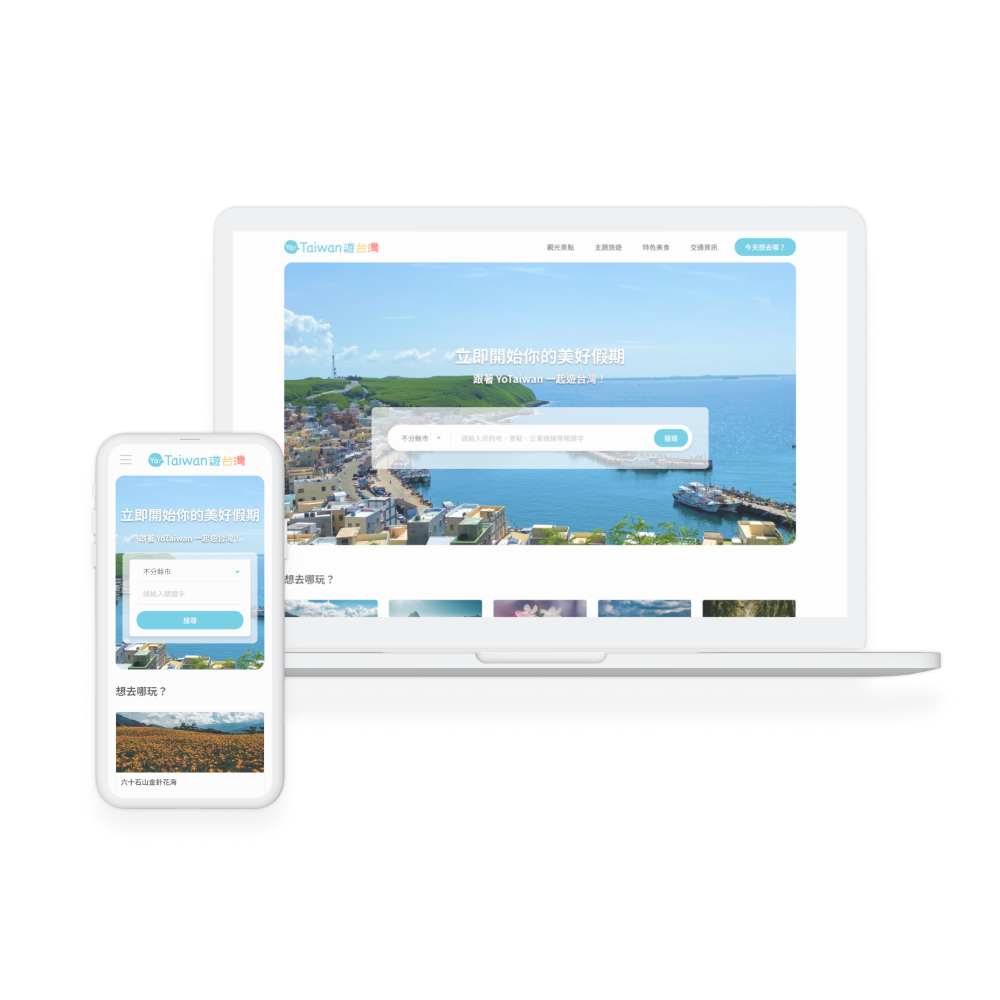 Yo! Taiwan遊台灣
觀光景點
主題旅遊
特色美食
交通資訊
今天想去哪？
立即開始你的美好假期
跟著 YoTaiwan 一起遊台灣！
不分縣市
請輸入目的地、景點、公車路線等關鍵字
搜尋
想去哪玩？
Yo! Taiwan遊台灣
立即開始你的美好假期
跟著 YoTaiwan 一起遊台灣！
不分縣市
請輸入關鍵字
搜尋
想去哪玩？
六十石山金針花海